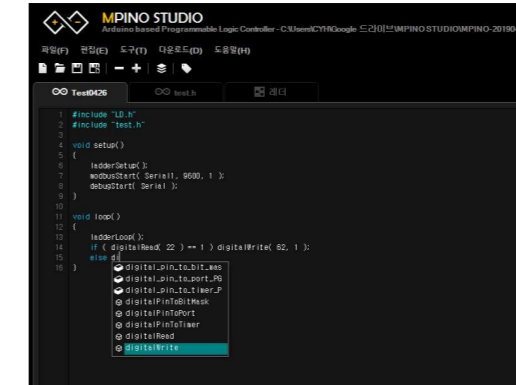 MPINO STUDIO
Arduino based Programmable Logic Controller - C:\Users\CYH\Google 드라이브\MPINO STUDIO\MPINO-20190
파일(F) 편집(E) 도구(T) 다운로드(D) 도움말(H)
Test0426 test.h 래더
1 #include "LD.h"
2 #include "test.h"
3
4 void setup()
5 {
6 ladderSetup();
7 modbusStart( Serial1, 9600, 1 );
8 debugStart( Serial );
9 }
10
11 void loop()
12 {
13 ladderLoop();
14 if ( digitalRead( 22 ) == 1 ) digitalWrite( 62, 1 );
15 else di
16 }
digital_pin_to_bit_mas
digital_pin_to_port_PG
digital_pin_to_timer_P
digitalPinToBitMask
digitalPinToPort
digitalPinToTimer
digitalRead
digitalWrite